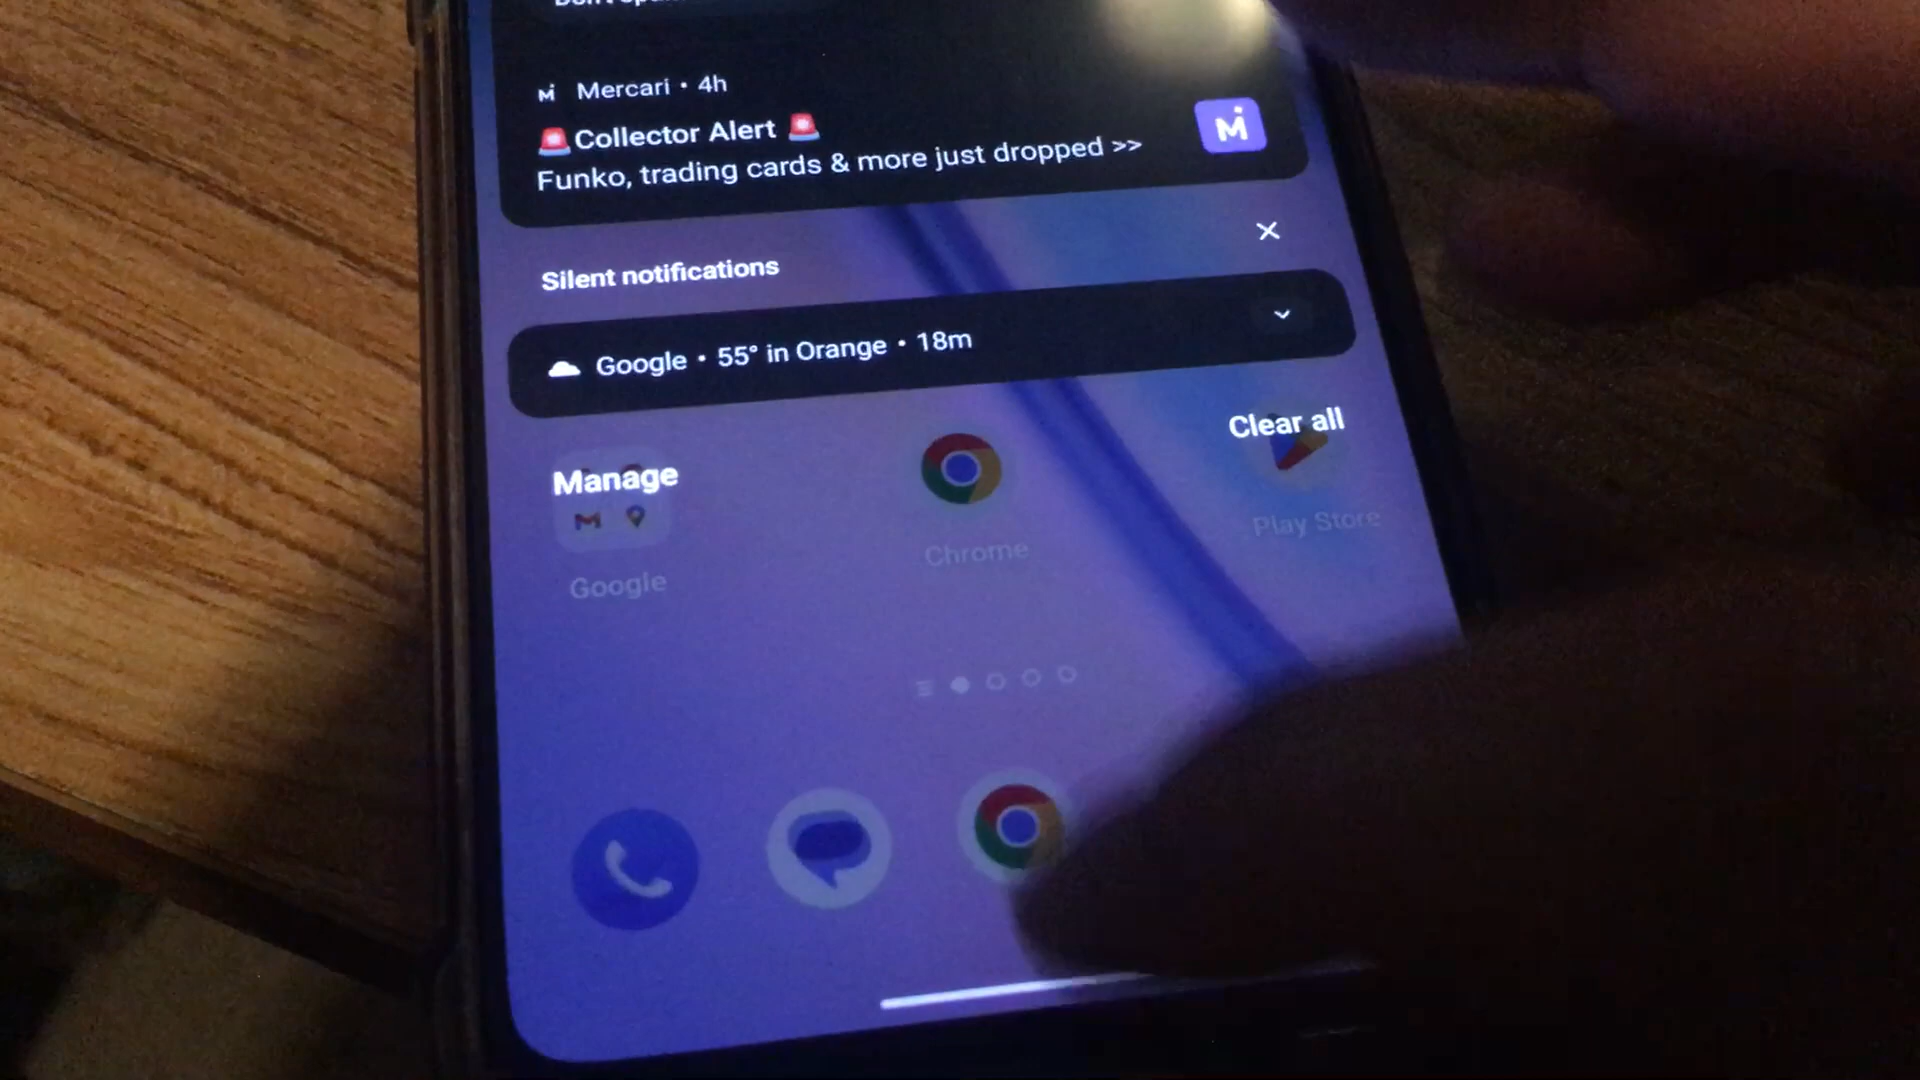 Mercari • 4h
🚨Collector Alert 🚨
Funko, trading cards & more just dropped >>
Silent notifications
Google • 55° in Orange • 18m
Clear all
Manage
Play Store
Chrome
Google